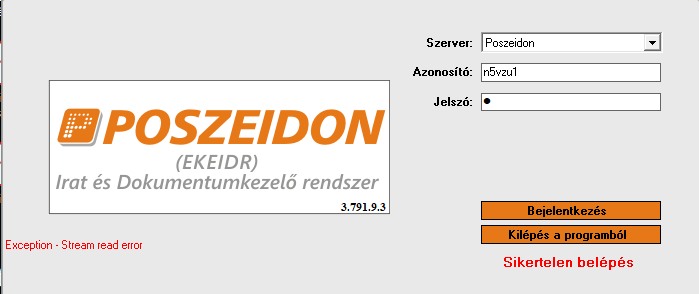 Szerver: Poszeidon
Azonosító: n5vzu1
Jelszó: ●
POSZEIDON
(EKEIDR)
Irat és Dokumentumkezelő rendszer
3.791.9.3
Bejelentkezés
Kilépés a programból
Exception - Stream read error
Sikertelen belépés